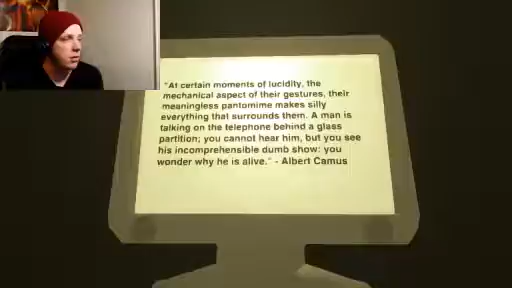 "At certain moments of lucidity, the
mechanical aspect of their gestures, their
meaningless pantomime makes silly
everything that surrounds them. A man is
talking on the telephone behind a glass
partition; you cannot hear him, but you see
his incomprehensible dumb show: you
wonder why he is alive." - Albert Camus